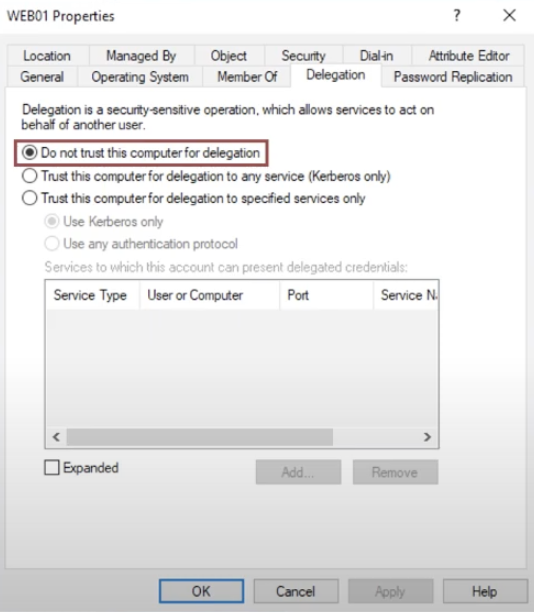 WEB01 Properties
?
Location Managed By Object Security Dial-in Attribute Editor
General Operating System Member Of Delegation Password Replication
Delegation is a security-sensitive operation, which allows services to act on
behalf of another user.
Do not trust this computer for delegation
Trust this computer for delegation to any service (Kerberos only)
Trust this computer for delegation to specified services only
Use Kerberos only
Use any authentication protocol
Services to which this account can present delegated credentials:
Service Type User or Computer Port Service N
Expanded
Add... Remove
OK Cancel Apply Help